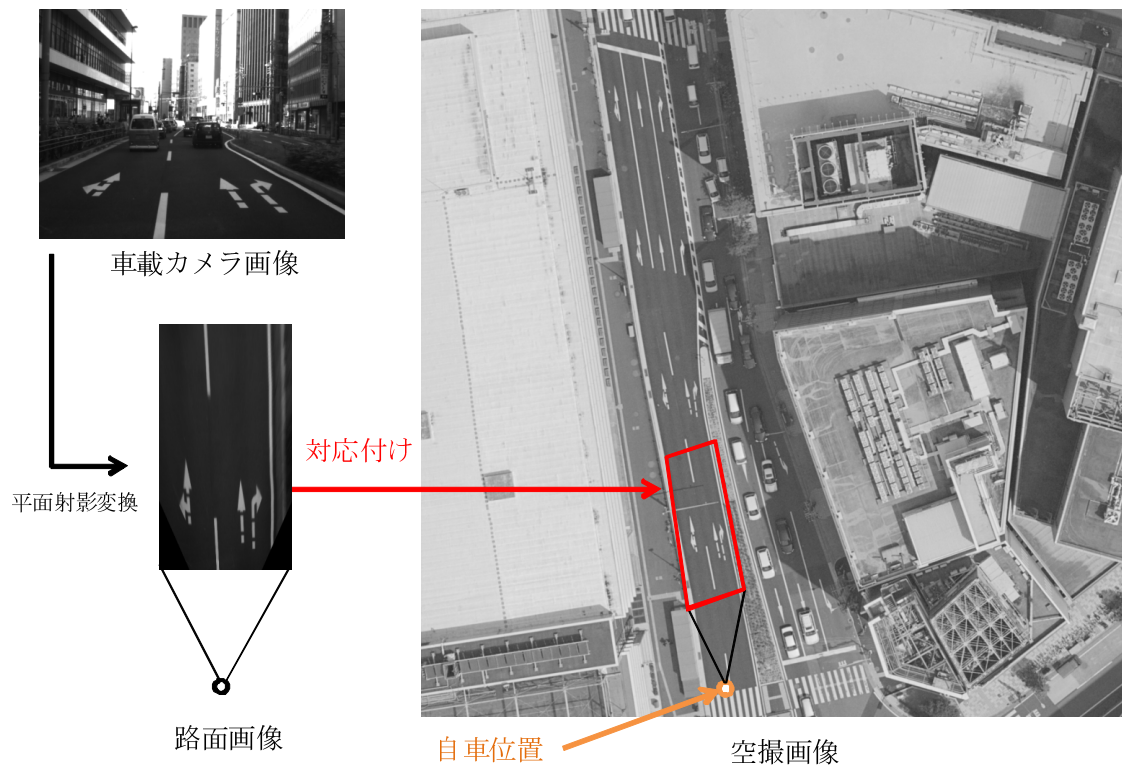 車載カメラ画像
対応付け
平面射影変換
路面画像
自車位置
空撮画像